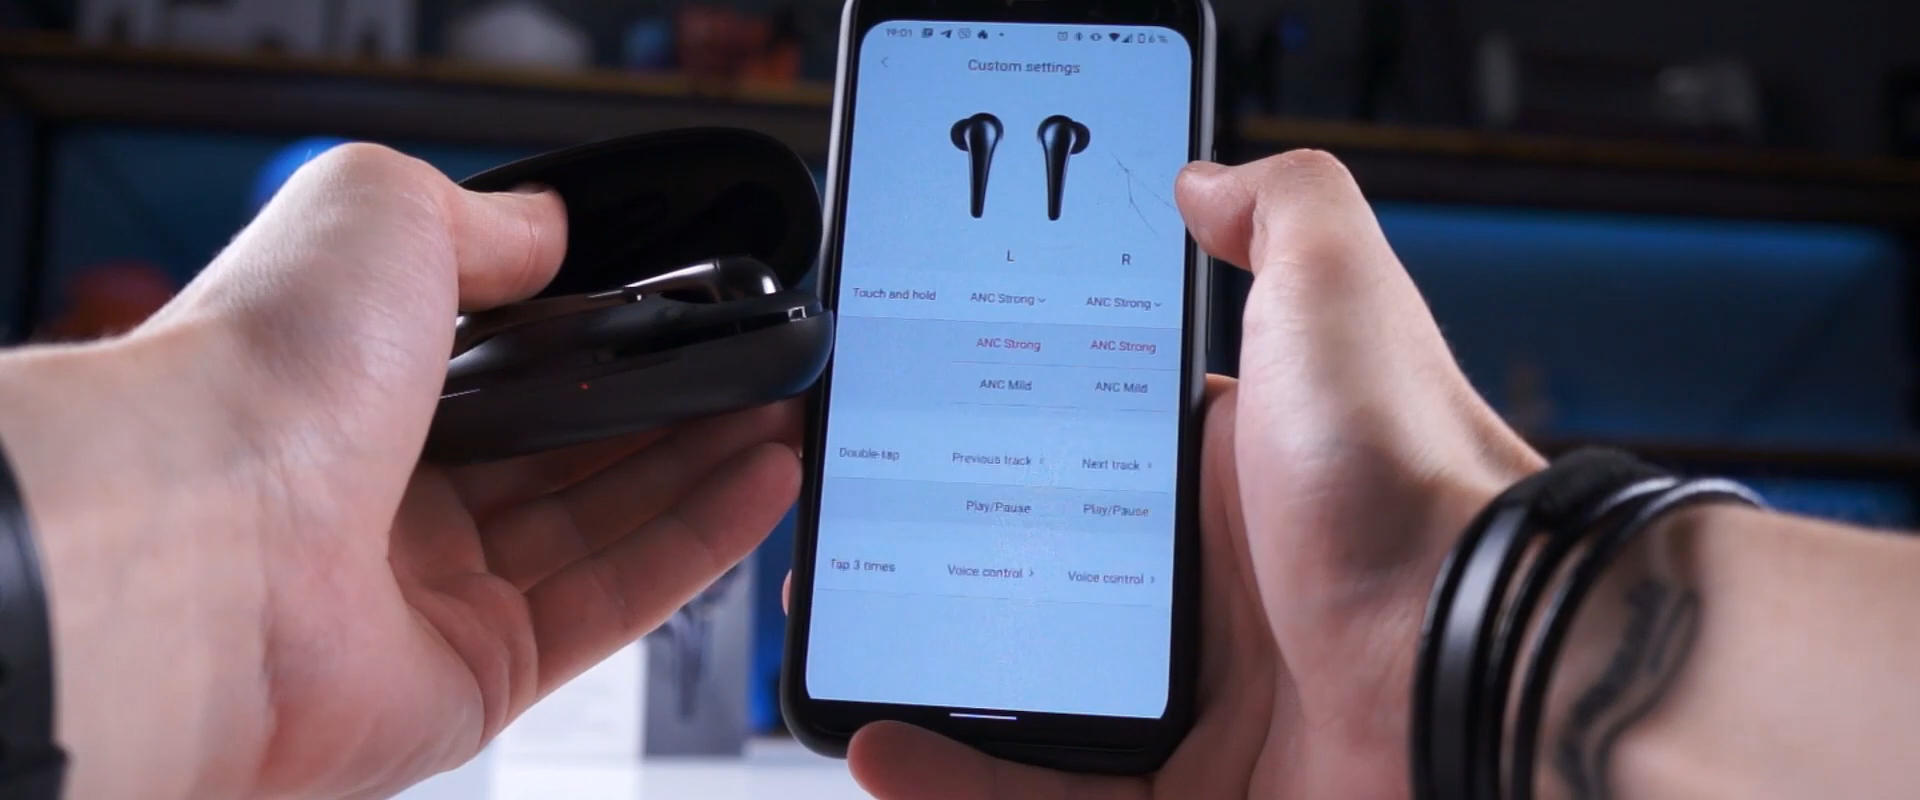 19:01 6%
Custom settings
L R
Touch and hold ANC Strong ANC Strong
ANC Strong ANC Strong
ANC Mild ANC Mild
Double-tap Previous track Next track
Play/Pause Play/Pause
Tap 3 times Voice control Voice control